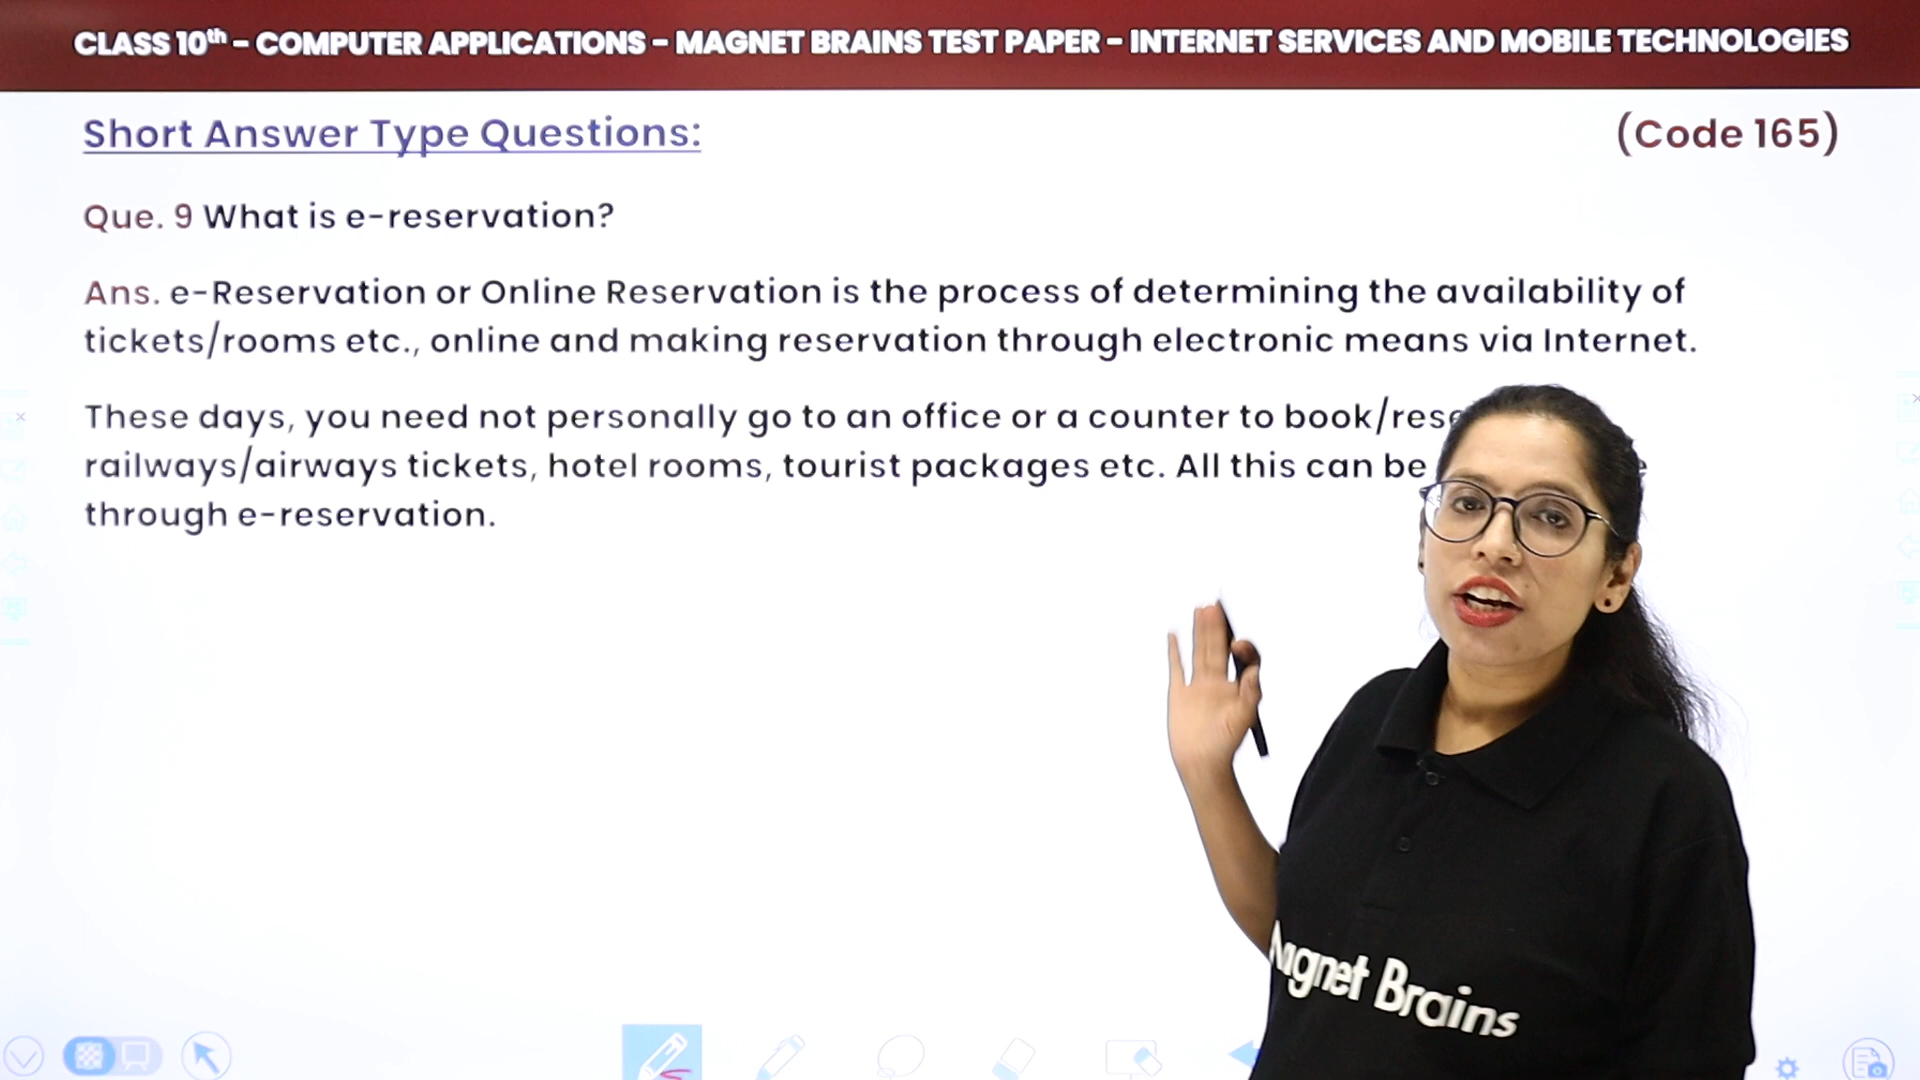 CLASS 10th - COMPUTER APPLICATIONS - MAGNET BRAINS TEST PAPER - INTERNET SERVICES AND MOBILE TECHNOLOGIES
Short Answer Type Questions:
(Code 165)
Que. 9 What is e-reservation?
Ans. e-Reservation or Online Reservation is the process of determining the availability of
tickets/rooms etc., online and making reservation through electronic means via Internet.
These days, you need not personally go to an office or a counter to book/
railways/airways tickets, hotel rooms, tourist packages etc. All this can be
through e-reservation.
Magnet Brains